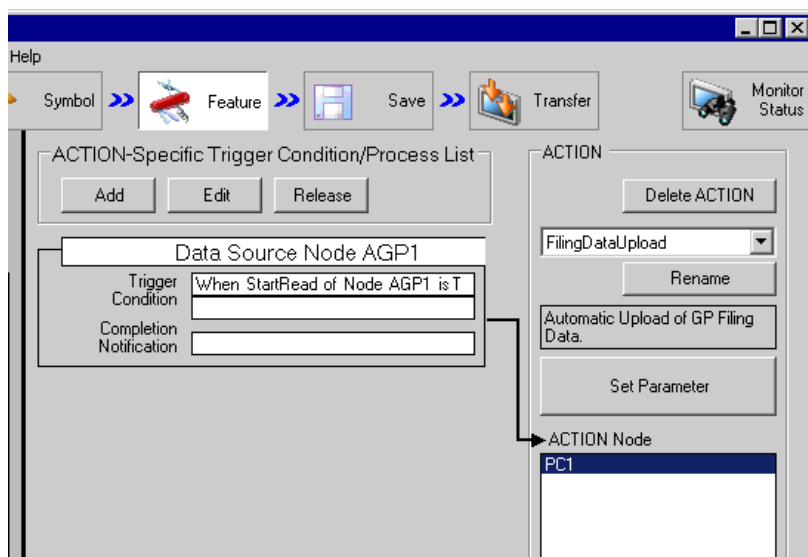 Help
Symbol
Feature
Save
Transfer
Monitor
Status
ACTION-Specific Trigger Condition/Process List
Add
Edit
Release
Data Source Node AGP1
Trigger
Condition
When StartRead of Node AGP1 is T
Completion
Notification
ACTION
Delete ACTION
FilingDataUpload
Rename
Automatic Upload of GP Filing
Data.
Set Parameter
ACTION Node
PC1